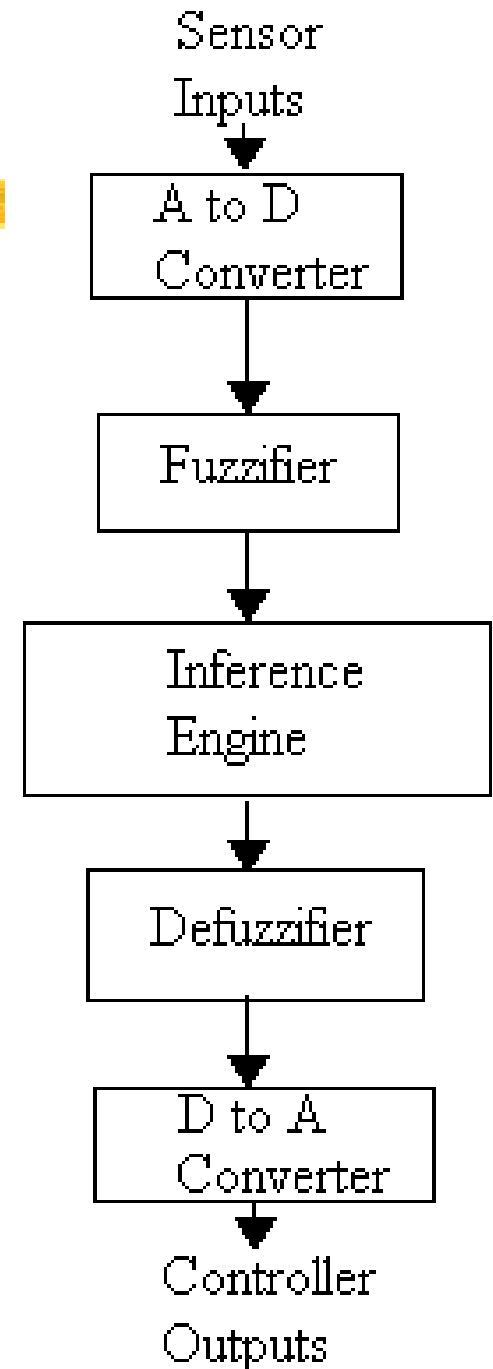 Sensor
Inputs
A to D
Converter
Fuzzifier
Inference
Engine
Defuzzifier
D to A
Converter
Controller
Outputs